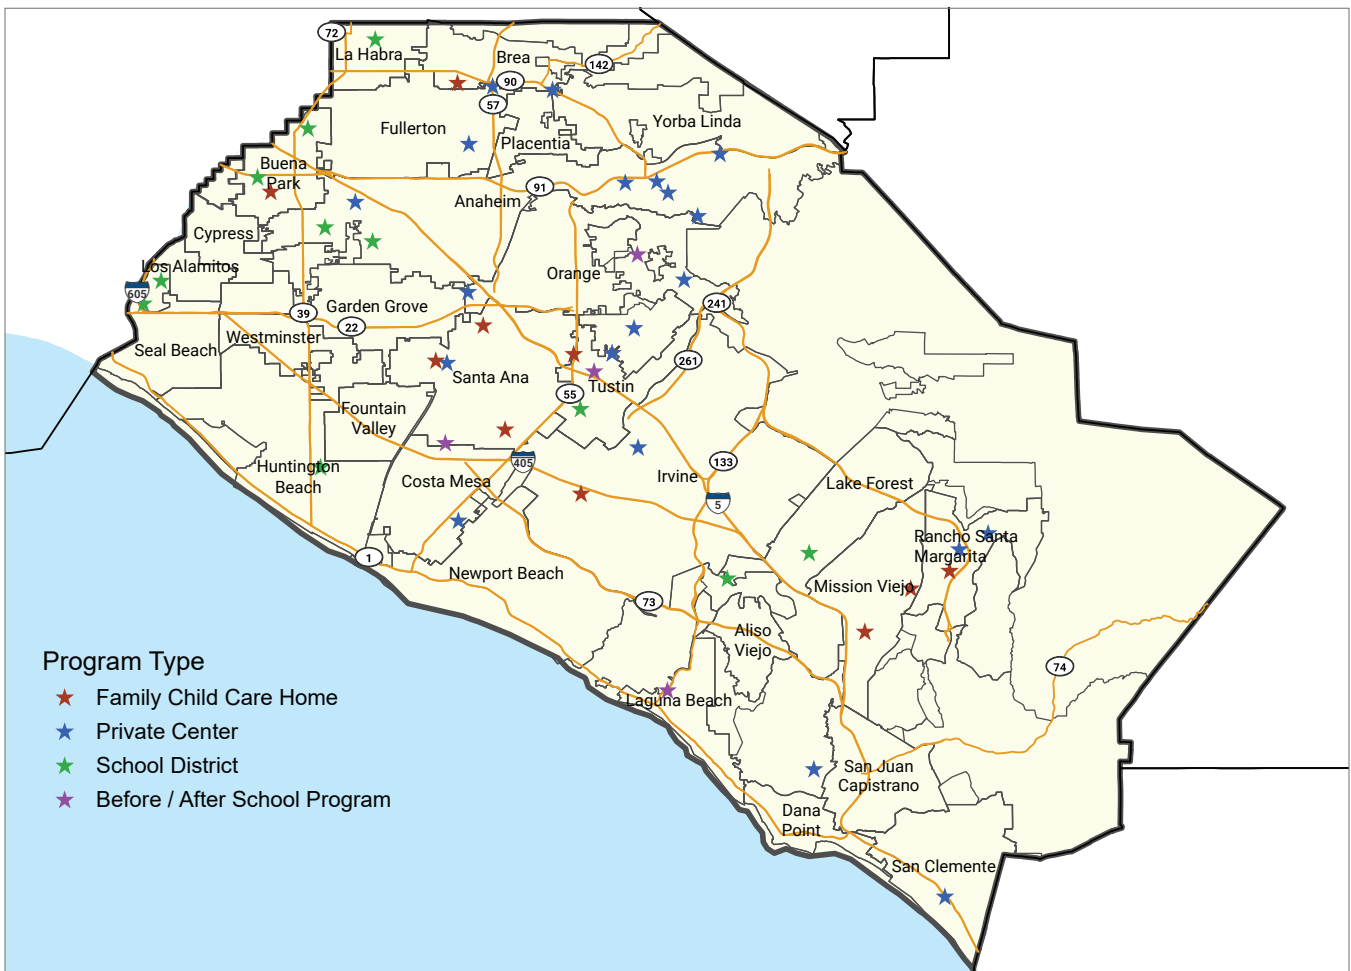 72
La Habra
Brea
142
90
57
Yorba Linda
Fullerton
Placentia
Buena
Park
91
Anaheim
Cypress
Los Alamitos
Orange
605
241
Garden Grove
39
22
Westminster
Seal Beach
261
Santa Ana
Tustin
55
Fountain
Valley
405
133
Huntington
Beach
Costa Mesa
Irvine
Lake Forest
5
Rancho Santa
Margarita
1
Newport Beach
Mission Viejo
73
Aliso
Viejo
74
Laguna Beach
San Juan
Capistrano
Dana
Point
San Clemente
Program Type
Family Child Care Home
Private Center
School District
Before / After School Program